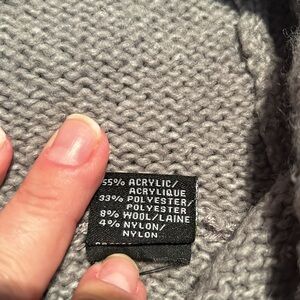 55% ACRYLIC/
ACRYLIQUE
33% POLYESTER/
POLYESTER
8% WOOL/LAINE
4% NYLON/
NYLON